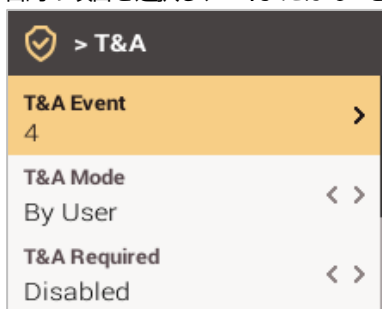 > T&A
T&A Event
4
T&A Mode
By User
T&A Required
Disabled